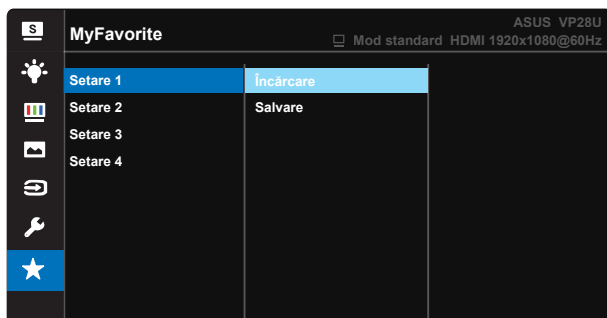 S
MyFavorite
ASUS VP28U
Mod standard HDMI 1920x1080@60Hz
Setare 1
Încărcare
Setare 2
Salvare
Setare 3
Setare 4